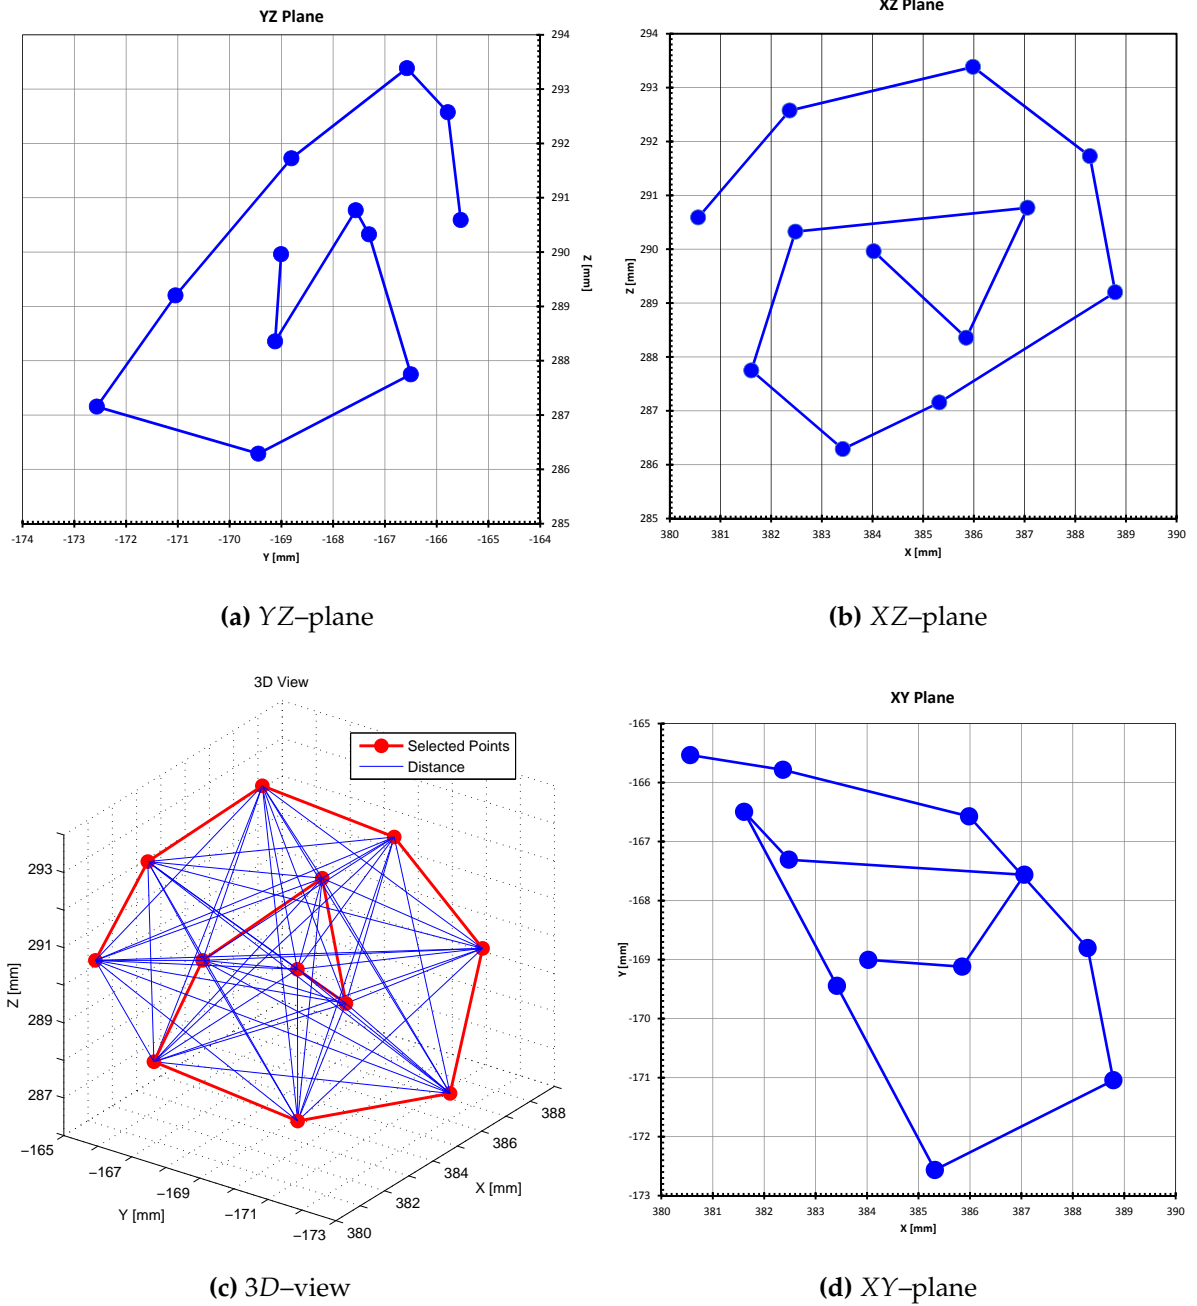 YZ Plane
294
293
292
291
290
289
288
287
286
285
Z [mm]
-174 -173 -172 -171 -170 -169 -168 -167 -166 -165 -164
Y [mm]
(a) YZ–plane
XZ Plane
294
293
292
291
290
289
288
287
286
285
Z [mm]
380 381 382 383 384 385 386 387 388 389 390
X [mm]
(b) XZ–plane
3D View
Selected Points
Distance
293
291
289
287
Z [mm]
−165
−167
−169
−171
−173
Y [mm]
380
382
384
386
388
X [mm]
(c) 3D–view
XY Plane
-165
-166
-167
-168
-169
-170
-171
-172
-173
Y [mm]
380 381 382 383 384 385 386 387 388 389 390
X [mm]
(d) XY–plane